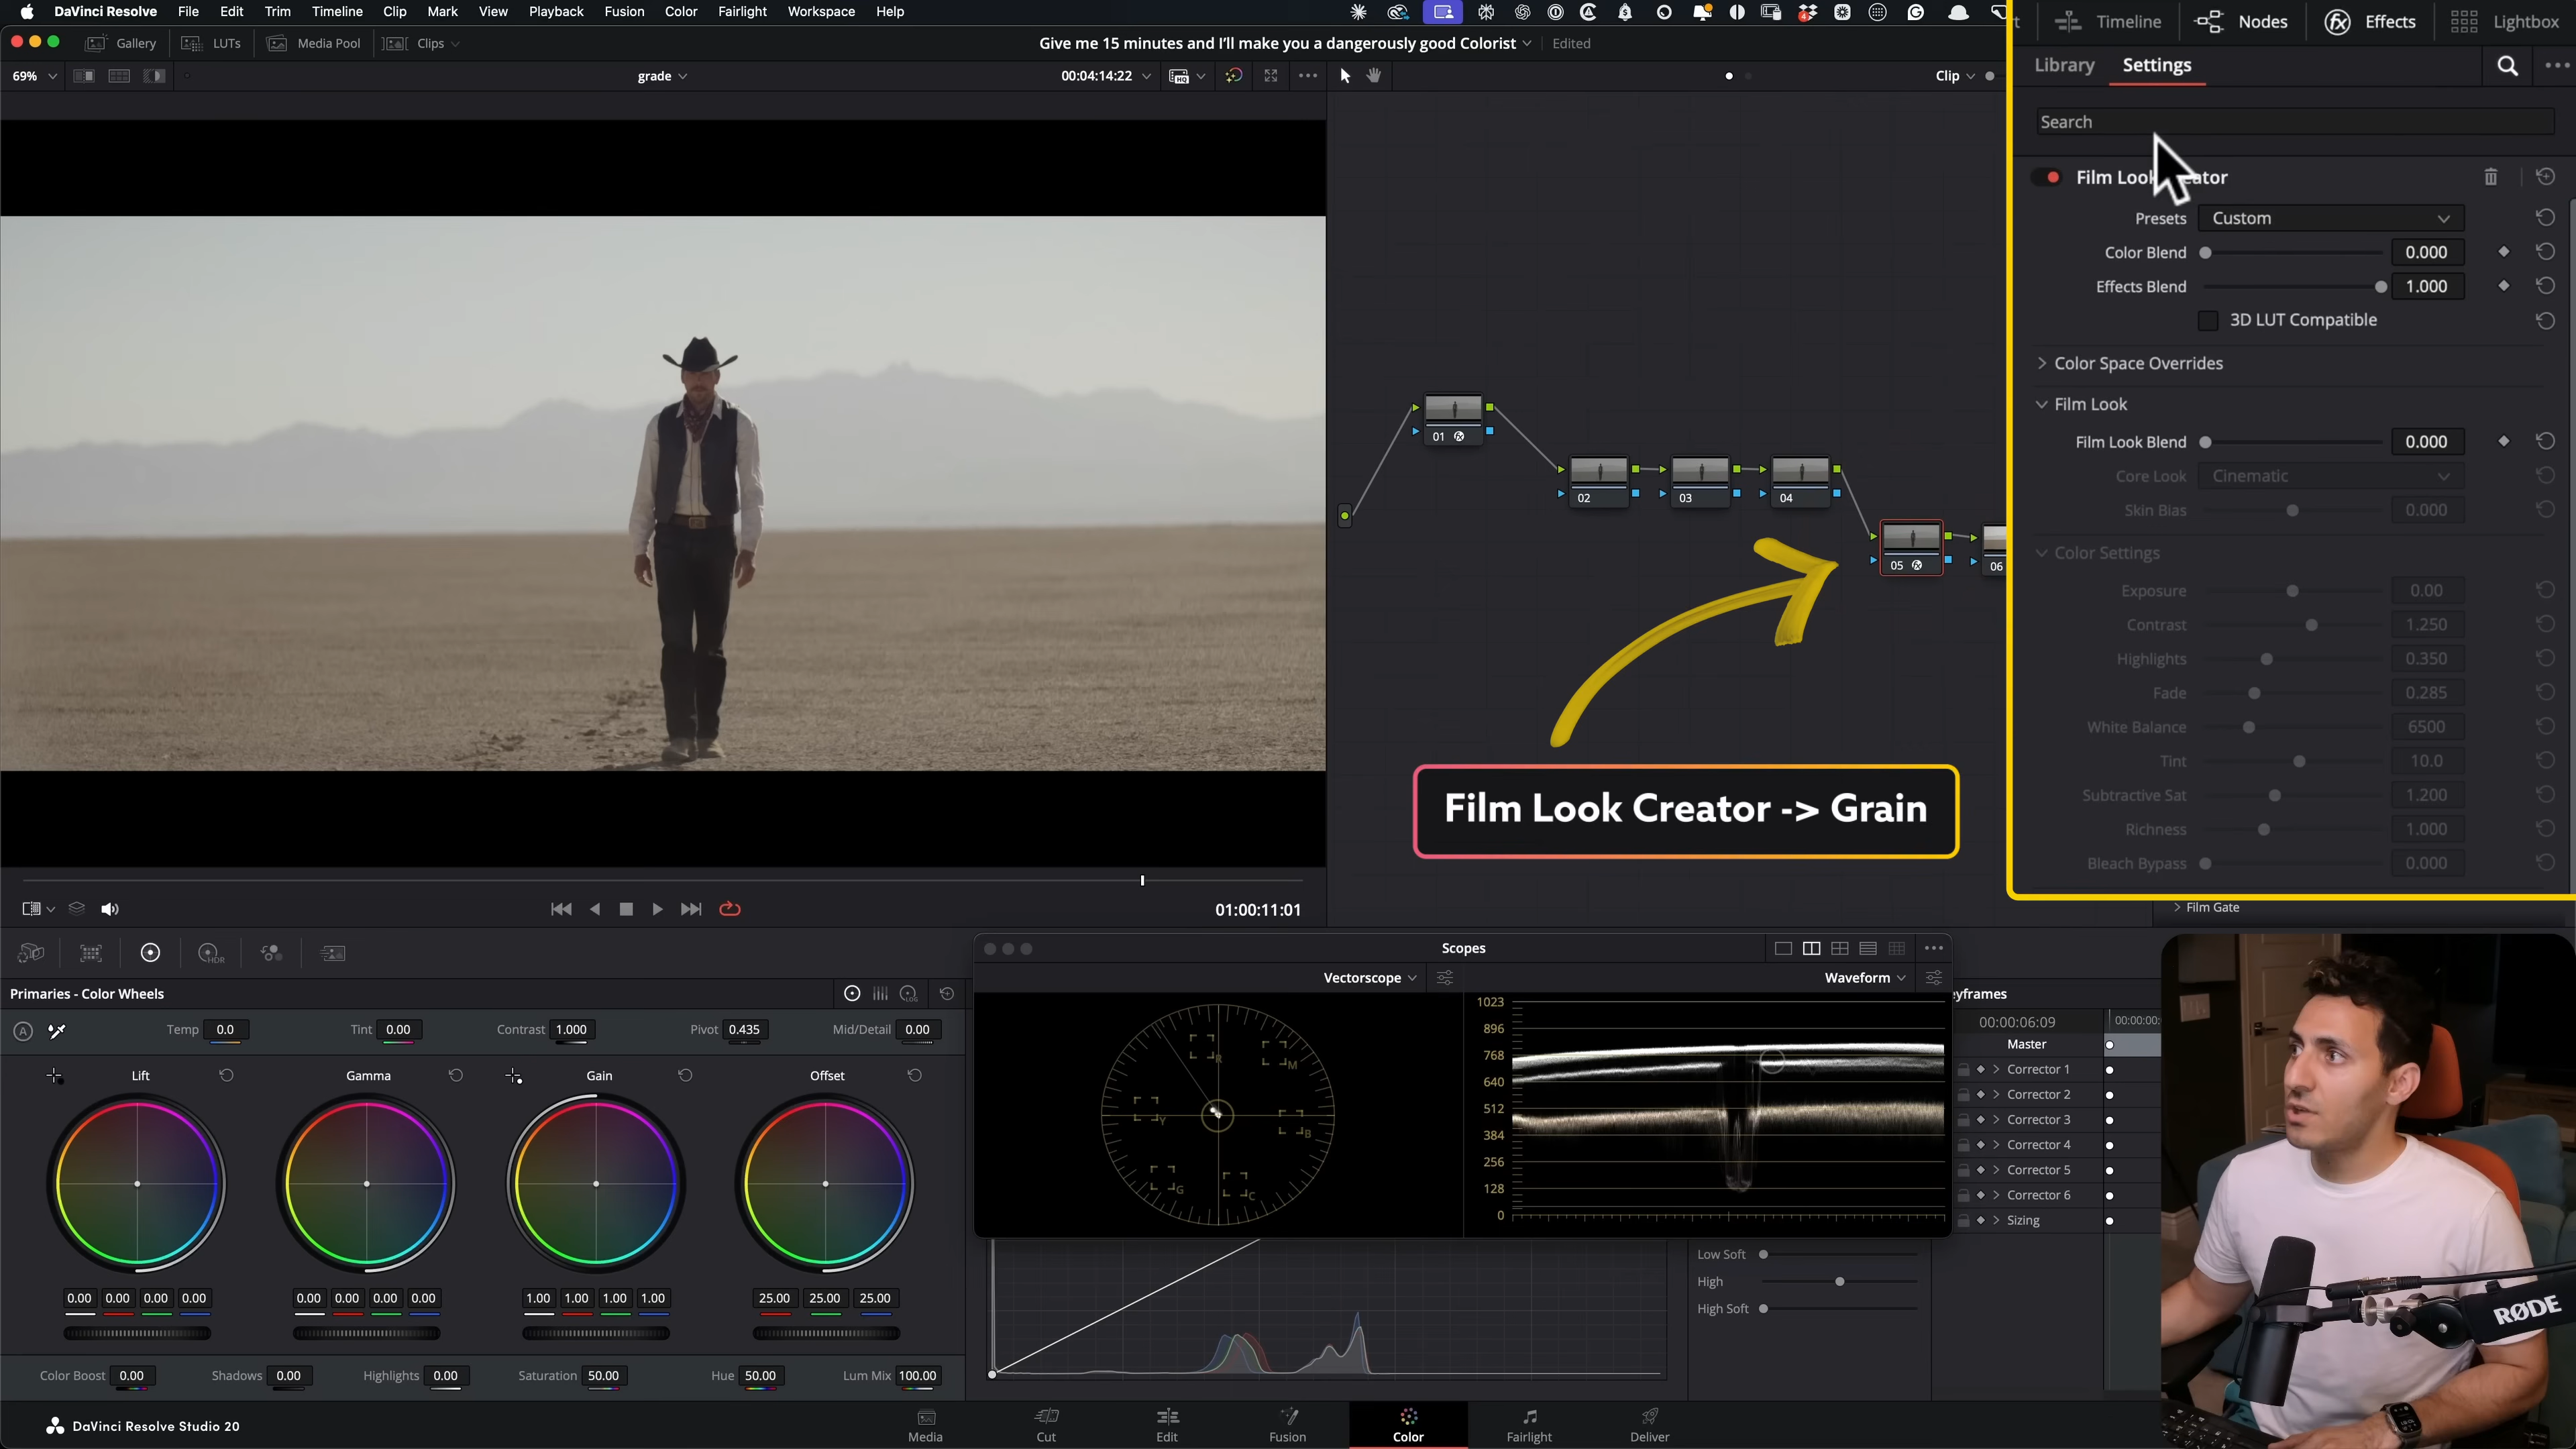 DaVinci Resolve File Edit Trim Timeline Clip Mark View Playback Fusion Color Fairlight Workspace Help
Gallery LUTs Media Pool Clips
Give me 15 minutes and I'll make you a dangerously good Colorist Edited
Timeline Nodes Effects Lightbox
69% grade 00:04:14:22 Clip
Library Settings
Search
Film Look
Presets Custom
Color Blend 0.000
Effects Blend 1.000
3D LUT Compatible
Color Space Overrides
Film Look
Film Look Blend 0.000
Core Look Cinematic
Skin Bias 0.000
Color Settings
Exposure 0.00
Contrast 1.250
Highlights 0.350
Fade 0.285
White Balance 6500
Tint 10.0
Subtractive Sat 1.200
Richness 1.000
Bleach Bypass 0.000
Film Gate
01
02 03 04
05 06
Film Look Creator -> Grain
01:00:11:01
HDR
Primaries - Color Wheels
LOG
A Temp 0.0 Tint 0.00 Contrast 1.000 Pivot 0.435 Mid/Detail 0.00
Lift Gamma Gain Offset
0.00 0.00 0.00 0.00 0.00 0.00 0.00 0.00 1.00 1.00 1.00 1.00 25.00 25.00 25.00
Color Boost 0.00 Shadows 0.00 Highlights 0.00 Saturation 50.00 Hue 50.00 Lum Mix 100.00
Scopes
Vectorscope Waveform
R M Y B G C
1023
896
768
640
512
384
256
128
0
Low Soft
High
High Soft
eyframes
00:00:06:09 00:00:00:
Master
Corrector 1
Corrector 2
Corrector 3
Corrector 4
Corrector 5
Corrector 6
Sizing
RØDE
DaVinci Resolve Studio 20
Media Cut Edit Fusion Color Fairlight Deliver